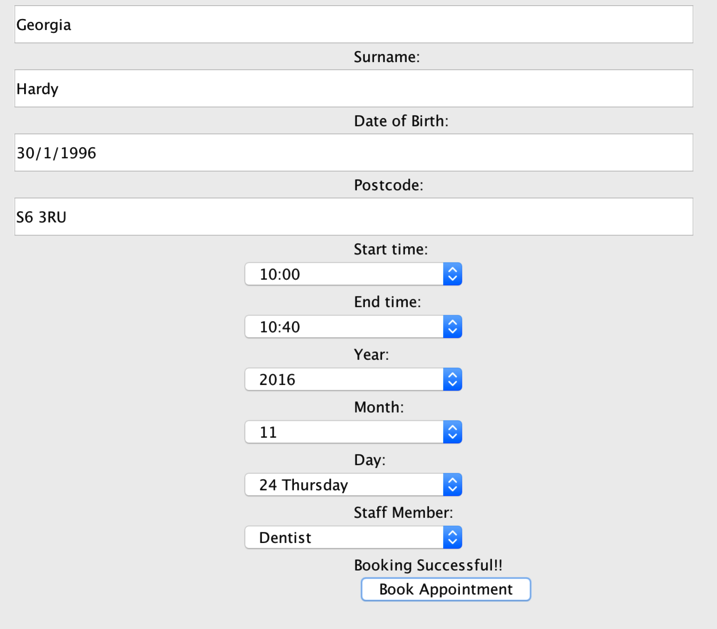 Georgia
Surname:
Hardy
Date of Birth:
30/1/1996
Postcode:
S6 3RU
Start time:
10:00
End time:
10:40
Year:
2016
Month:
11
Day:
24 Thursday
Staff Member:
Dentist
Booking Successful!!
Book Appointment